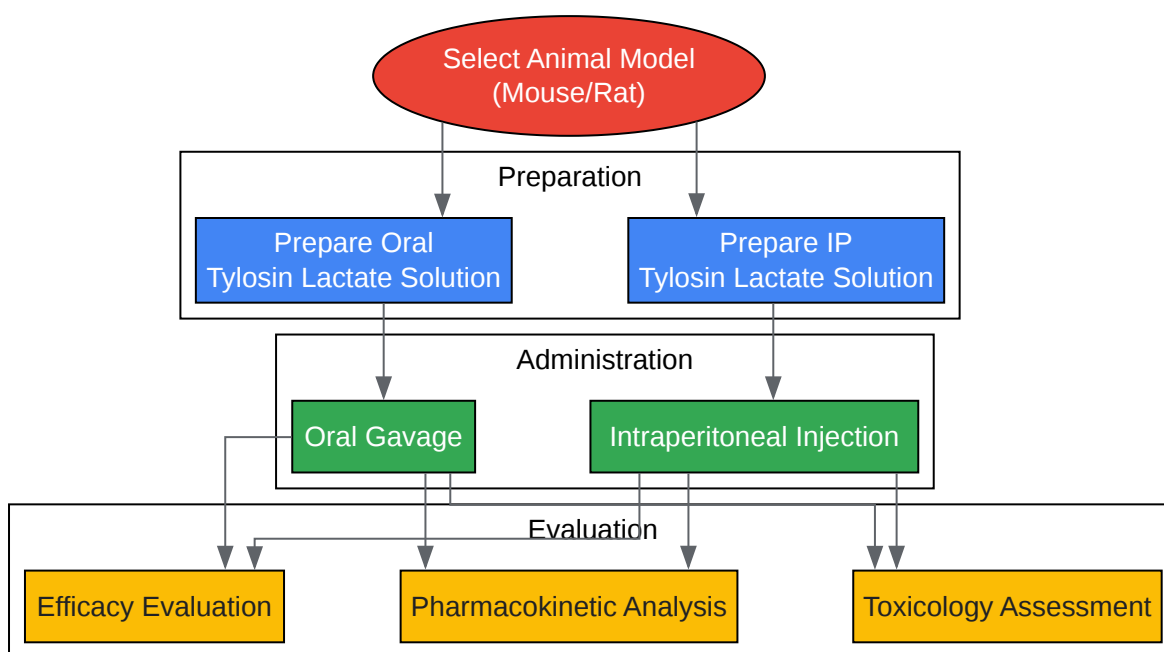 Select Animal Model
(Mouse/Rat)
Preparation
Prepare Oral
Tylosin Lactate Solution
Prepare IP
Tylosin Lactate Solution
Administration
Oral Gavage
Intraperitoneal Injection
Evaluation
Efficacy Evaluation
Pharmacokinetic Analysis
Toxicology Assessment